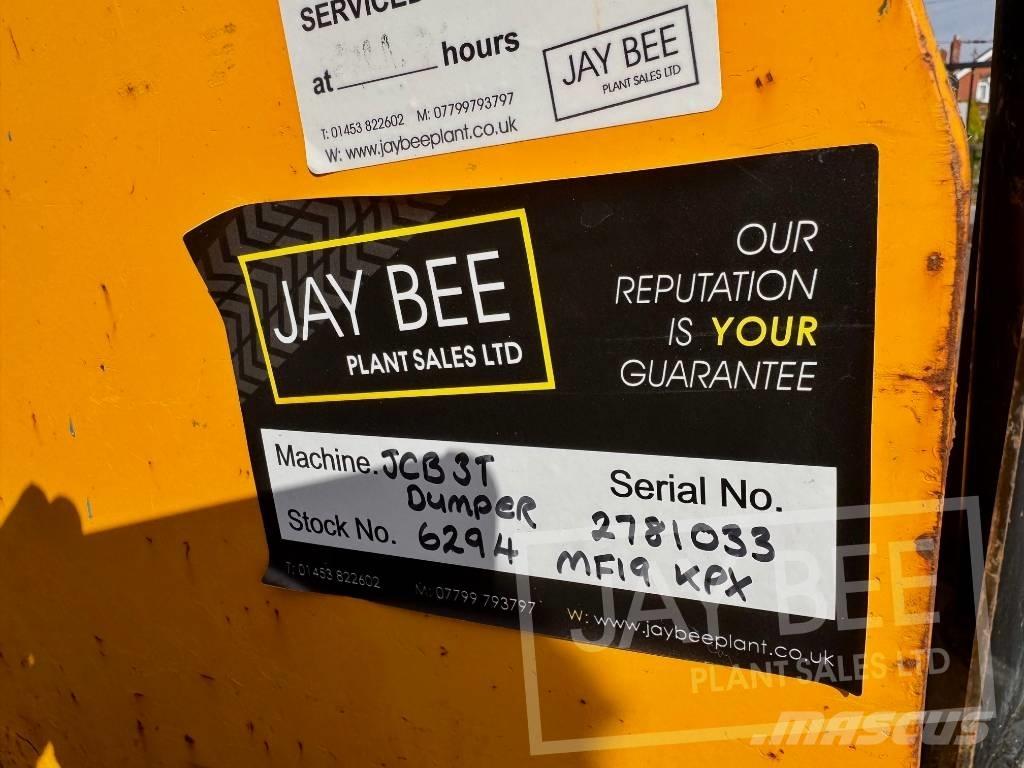 SERVICED
at hours
JAY BEE
PLANT SALES LTD
T: 01453 822602 M: 07799793797
W: www.jaybeeplant.co.uk
JAY BEE
PLANT SALES LTD
OUR
REPUTATION
IS YOUR
GUARANTEE
Machine. JCB 3T
DUMPER
Stock No. 6294
Serial No.
2781033
MF19 KPX
T: 01453 822602 M: 07799 793797 W: www.jaybeeplant.co.uk
JAY BEE
PLANT SALES LTD
MASCUS